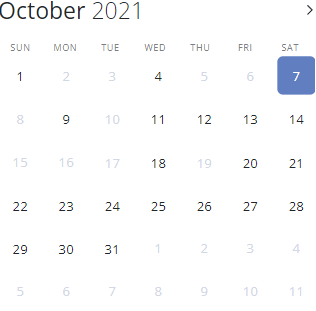 October 2021 >
SUN MON TUE WED THU FRI SAT
1 2 3 4 5 6 7
8 9 10 11 12 13 14
15 16 17 18 19 20 21
22 23 24 25 26 27 28
29 30 31 1 2 3 4
5 6 7 8 9 10 11